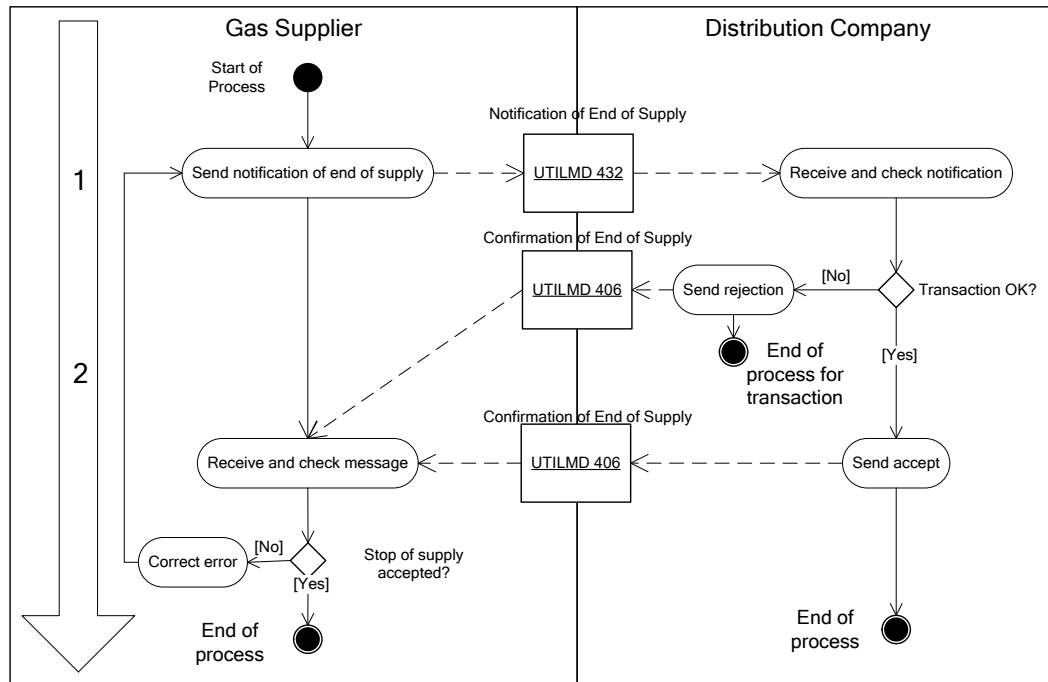 Gas Supplier
Distribution Company
Start of
Process
Notification of End of Supply
1
Send notification of end of supply
UTILMD 432
Receive and check notification
Confirmation of End of Supply
UTILMD 406
Send rejection
[No]
Transaction OK?
2
End of
process for
transaction
[Yes]
Confirmation of End of Supply
Receive and check message
UTILMD 406
Send accept
Correct error
[No]
Stop of supply
accepted?
[Yes]
End of
process
End of
process